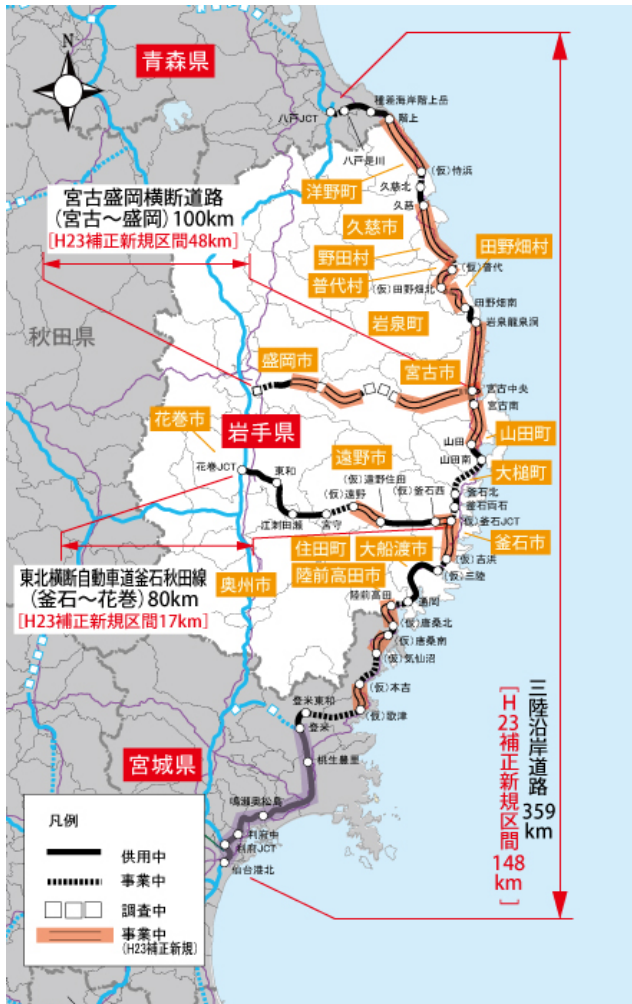 N
青森県
八戸JCT
種差海岸階上岳
階上
八戸是川
(仮)侍浜
洋野町
久慈北
久慈
宮古盛岡横断道路
(宮古～盛岡)100km
[H23補正新規区間48km]
久慈市
野田村
田野畑村
普代村
(仮)普代
(仮)田野畑北
田野畑南
岩泉町
岩泉龍泉洞
秋田県
盛岡市
宮古市
宮古中央
宮古南
花巻市
岩手県
山田町
山田
山田南
遠野市
大槌町
花巻JCT
東和
(仮)遠野住田
(仮)遠野
(仮)釜石西
釜石北
釜石両石
(仮)釜石JCT
江刺田瀬
宮守
釜石市
住田町
大船渡市
(仮)吉浜
(仮)三陸
東北横断自動車道釜石秋田線
(釜石～花巻)80km
[H23補正新規区間17km]
奥州市
陸前高田市
陸前高田
通岡
(仮)唐桑北
(仮)唐桑南
(仮)気仙沼
(仮)本吉
(仮)歌津
登米東和
登米
三陸沿岸道路359km
[H23補正新規区間148km]
宮城県
桃生豊里
鳴瀬奥松島
利府中
利府JCT
仙台港北
凡例
供用中
事業中
調査中
事業中
(H23補正新規)